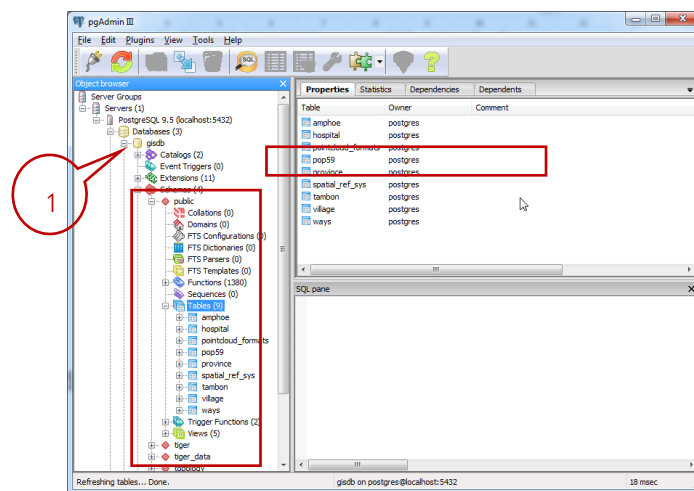 pgAdmin III
File Edit Plugins View Tools Help
SQL
Object browser
Server Groups
Servers (1)
PostgreSQL 9.5 (localhost:5432)
Databases (3)
gisdb
Catalogs (2)
Event Triggers (0)
Extensions (11)
Schemas (4)
public
Collations (0)
Domains (0)
FTS Configurations (0)
FTS Dictionaries (0)
FTS Parsers (0)
FTS Templates (0)
Functions (1380)
Sequences (0)
Tables (9)
amphoe
hospital
pointcloud_formats
pop59
province
spatial_ref_sys
tambon
village
ways
Trigger Functions (2)
Views (5)
tiger
tiger_data
topology
1
Properties Statistics Dependencies Dependents
Table Owner Comment
amphoe postgres
hospital postgres
pointcloud_formats postgres
pop59 postgres
province postgres
spatial_ref_sys postgres
tambon postgres
village postgres
ways postgres
SQL pane
Refreshing tables... Done. gisdb on postgres@localhost:5432 18 msec